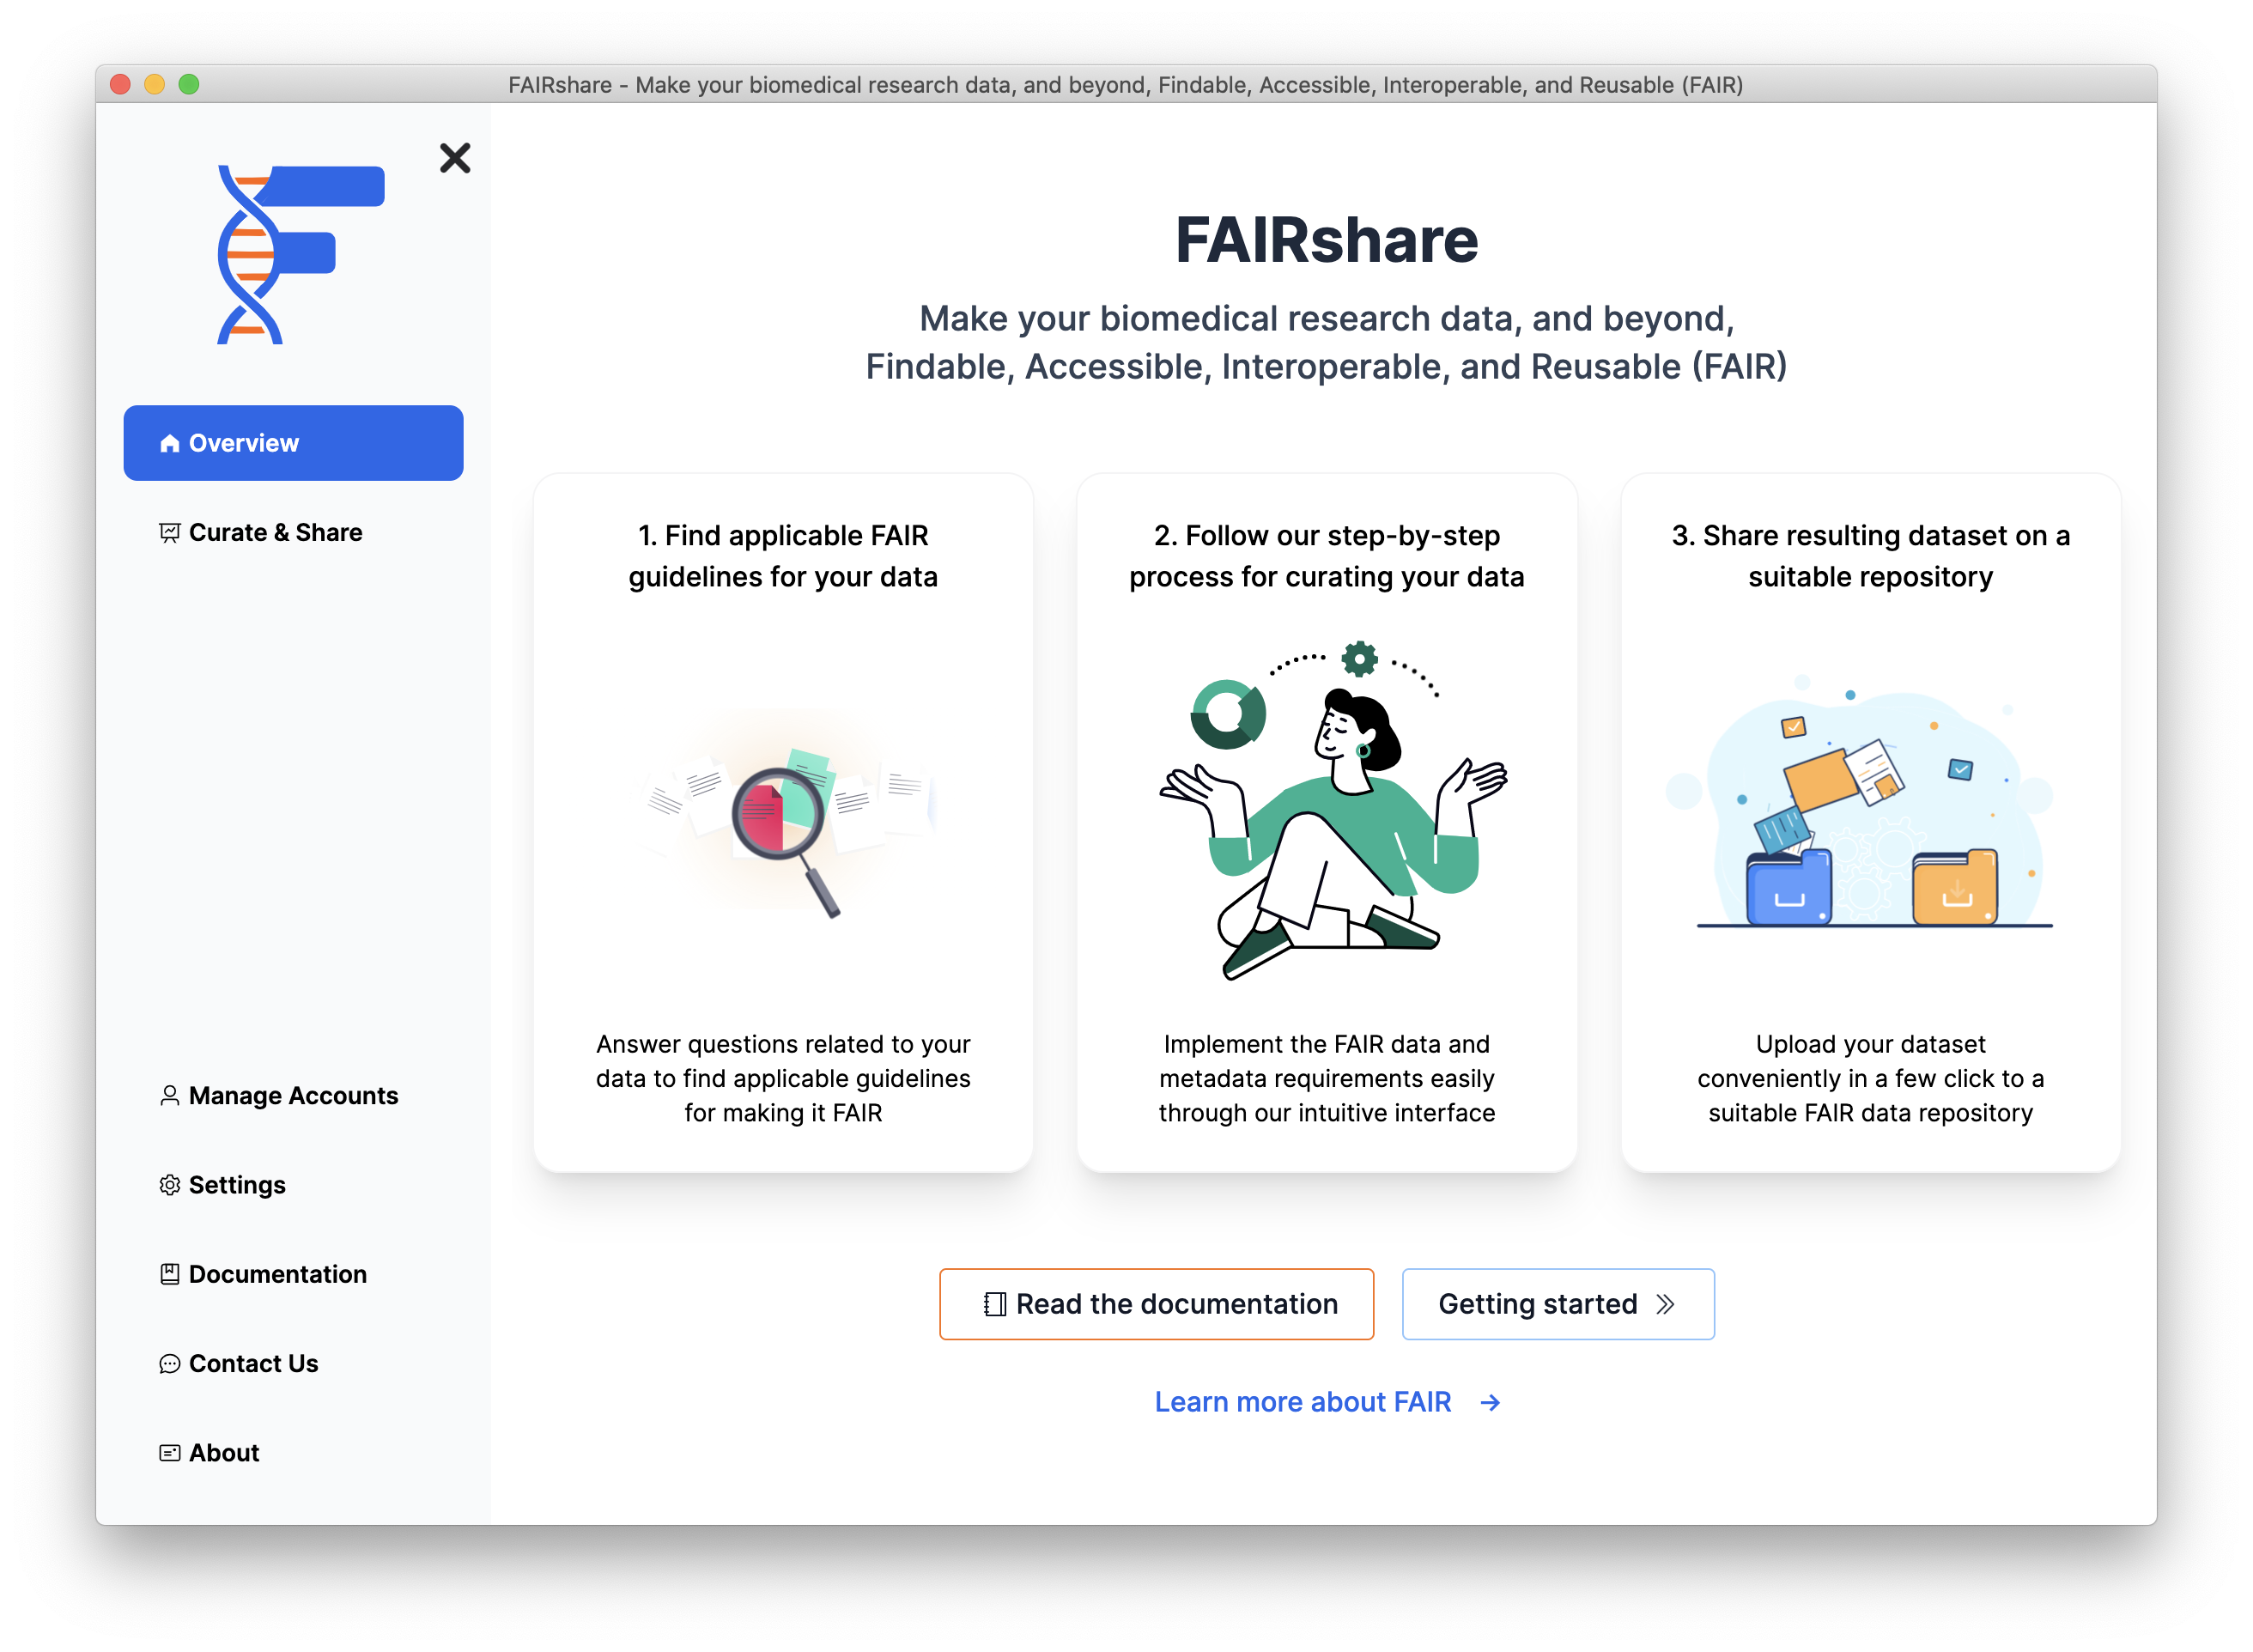 FAIRshare - Make your biomedical research data, and beyond, Findable, Accessible, Interoperable, and Reusable (FAIR)
Overview
Curate & Share
Manage Accounts
Settings
Documentation
Contact Us
About
FAIRshare
Make your biomedical research data, and beyond,
Findable, Accessible, Interoperable, and Reusable (FAIR)
1. Find applicable FAIR
guidelines for your data
Answer questions related to your
data to find applicable guidelines
for making it FAIR
2. Follow our step-by-step
process for curating your data
Implement the FAIR data and
metadata requirements easily
through our intuitive interface
3. Share resulting dataset on a
suitable repository
Upload your dataset
conveniently in a few click to a
suitable FAIR data repository
Read the documentation
Getting started
Learn more about FAIR →